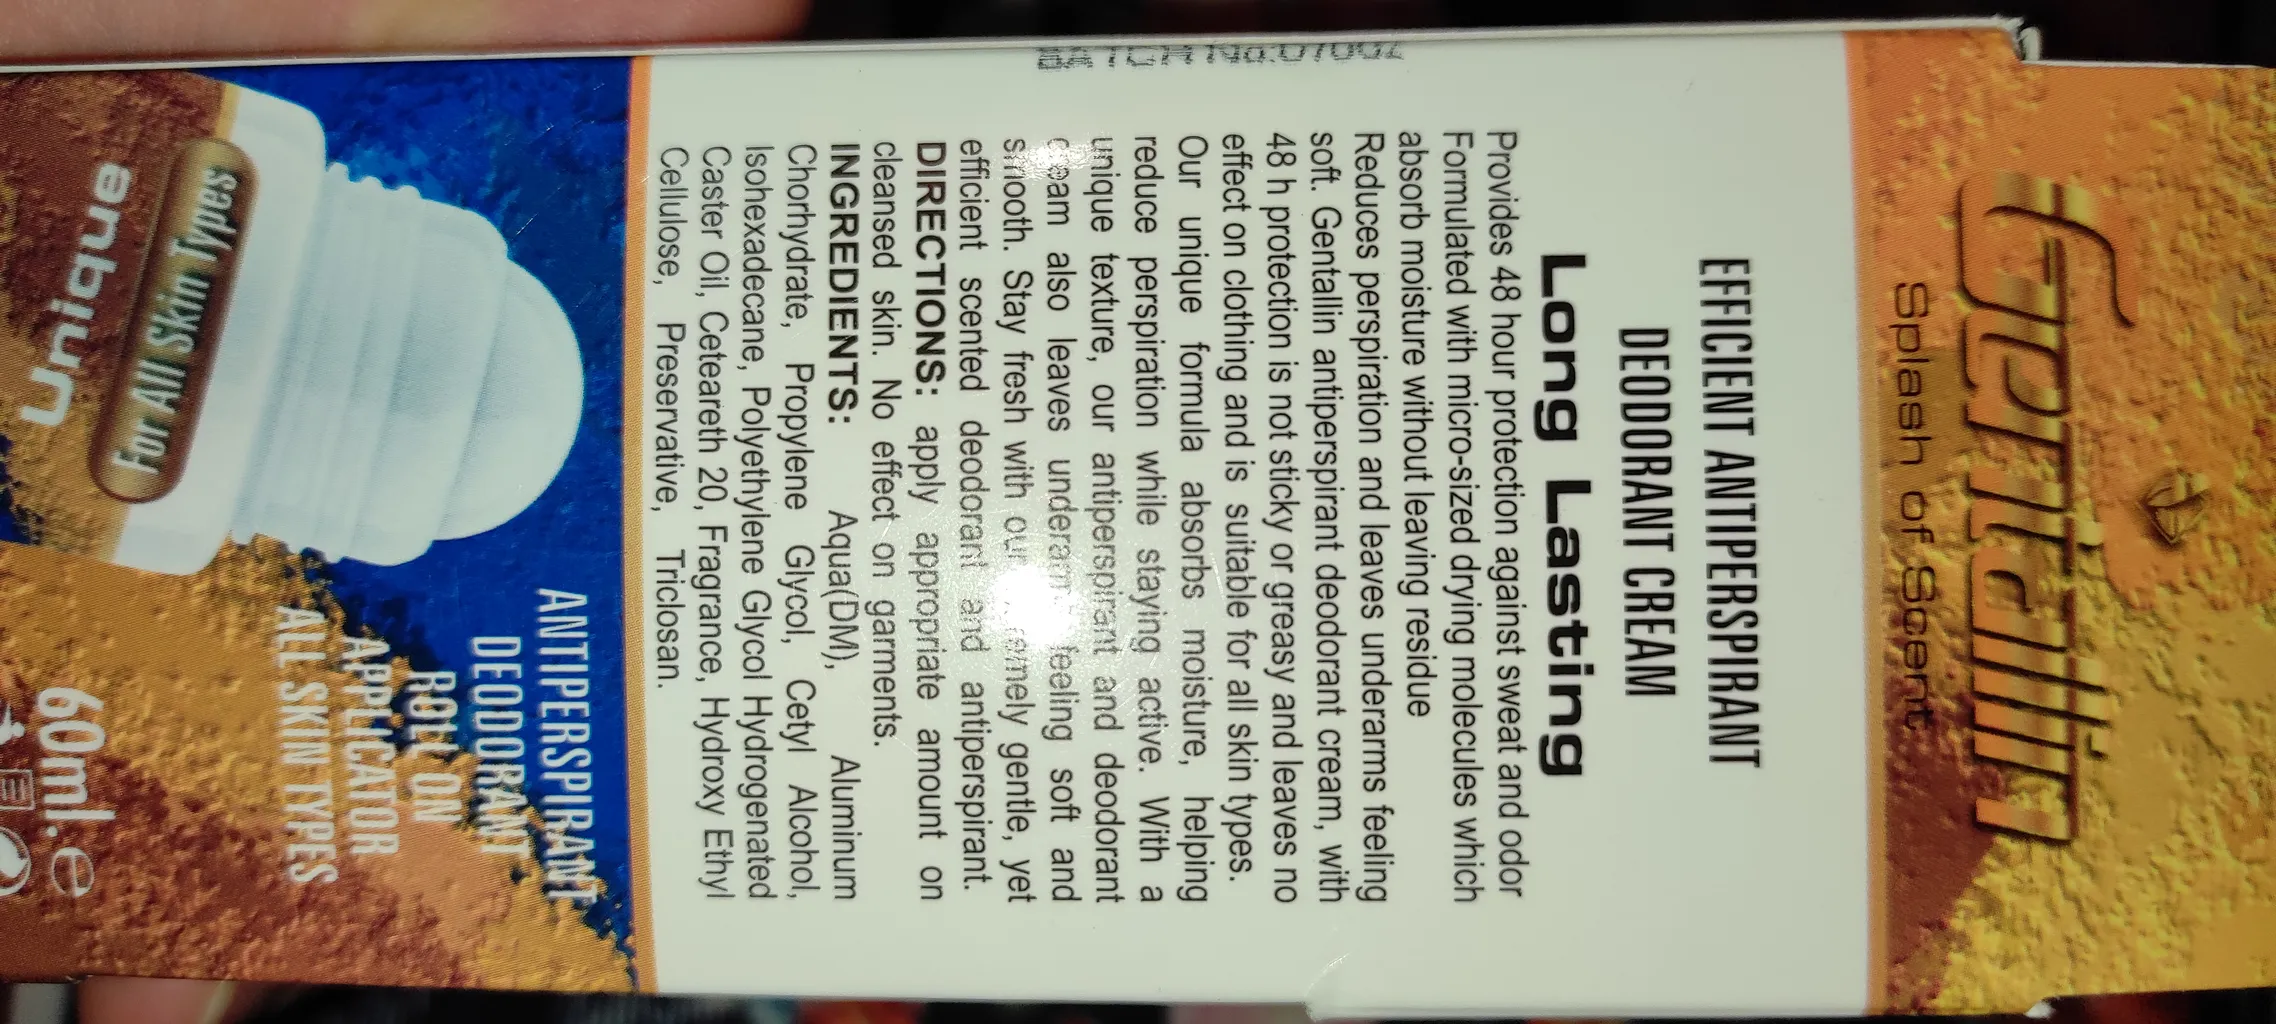 Gentallin
Splash of Scent
EFFICIENT ANTIPERSPIRANT
DEODORANT CREAM
Long Lasting
Provides 48 hour protection against sweat and odor
Formulated with micro-sized drying molecules which
absorb moisture without leaving residue
Reduces perspiration and leaves underarms feeling
soft. Gentallin antiperspirant deodorant cream, with
48 h protection is not sticky or greasy and leaves no
effect on clothing and is suitable for all skin types.
Our unique formula absorbs moisture, helping
reduce perspiration while staying active. With a
unique texture, our antiperspirant and deodorant
cream also leaves underarms feeling soft and
smooth. Stay fresh with our gentle, yet
efficient scented deodorant and antiperspirant.
DIRECTIONS: apply appropriate amount on
cleansed skin. No effect on garments.
INGREDIENTS: Aqua(DM), Aluminum
Chorhydrate, Propylene Glycol, Cetyl Alcohol,
Isohexadecane, Polyethylene Glycol Hydrogenated
Caster Oil, Ceteareth 20, Fragrance, Hydroxy Ethyl
Cellulose, Preservative, Triclosan.
ANTIPERSPIRANT
DEODORANT
ROLL ON
APPLICATOR
ALL SKIN TYPES
For All Skin Types
unique
60ml.e